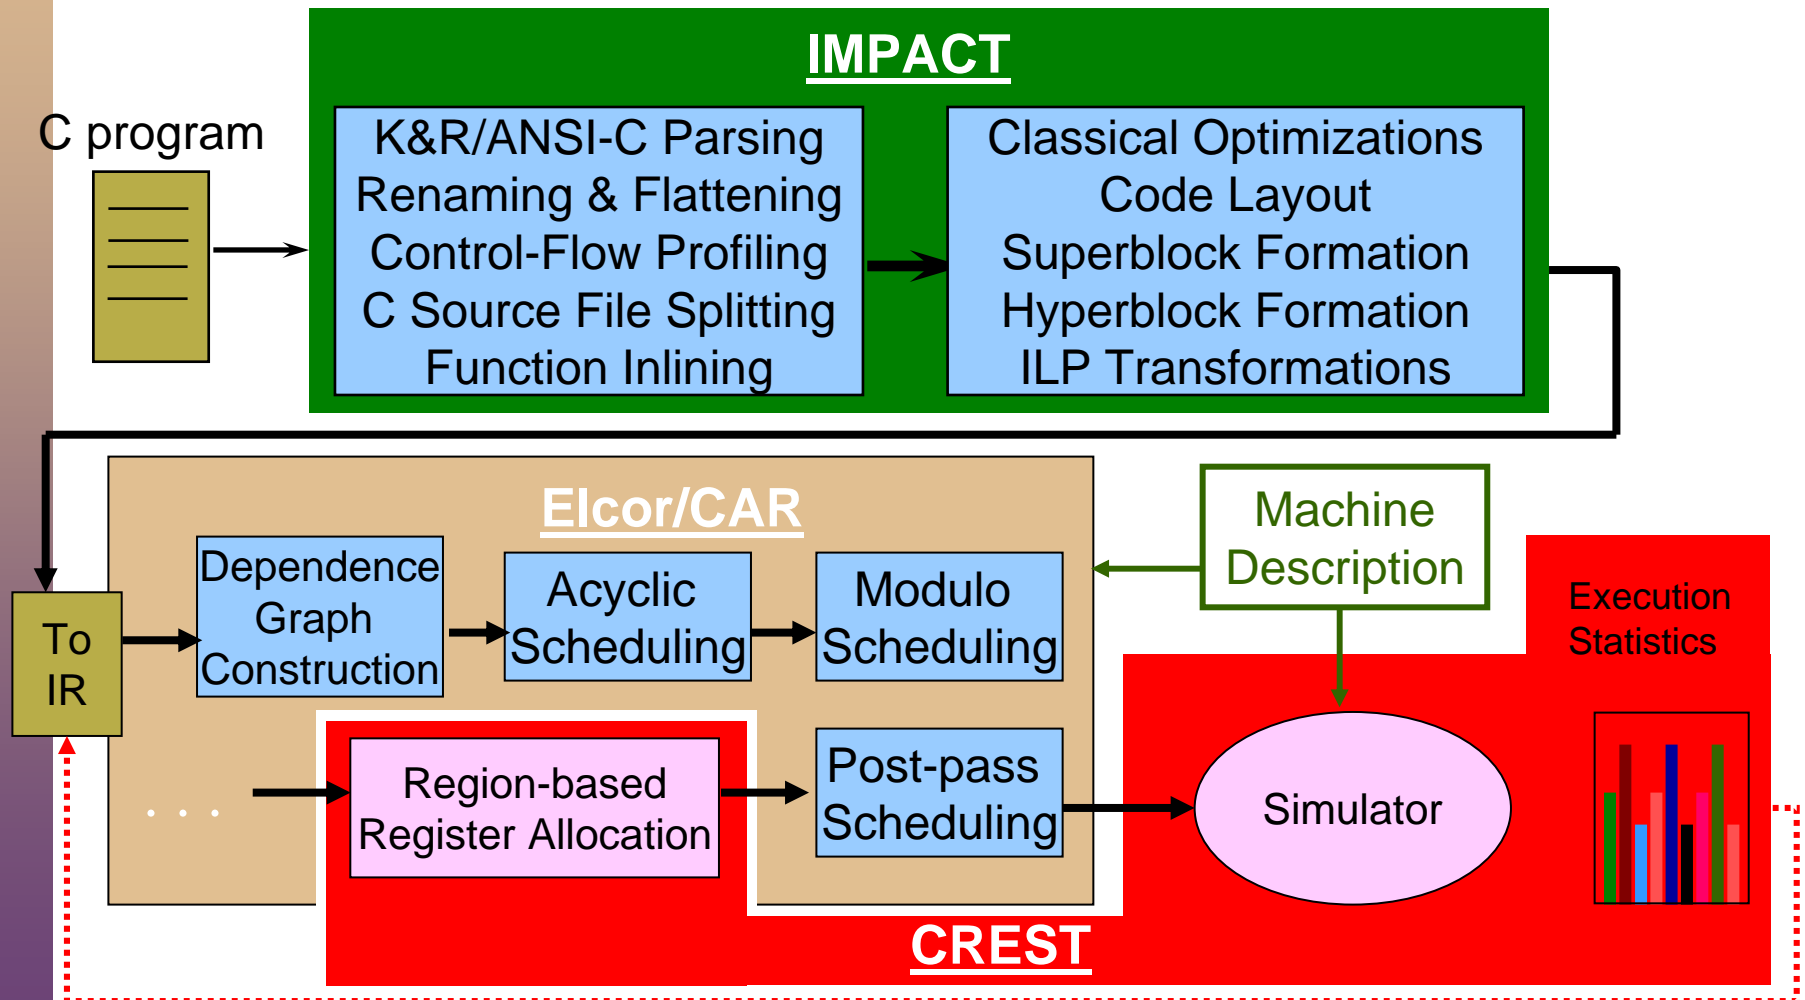 IMPACT
C program
K&R/ANSI-C Parsing
Renaming & Flattening
Control-Flow Profiling
C Source File Splitting
Function Inlining
Classical Optimizations
Code Layout
Superblock Formation
Hyperblock Formation
ILP Transformations
Elcor/CAR
Machine
Description
Dependence
Graph
Construction
Acyclic
Scheduling
Modulo
Scheduling
Execution
Statistics
To
IR
. . .
Region-based
Register Allocation
Post-pass
Scheduling
Simulator
CREST